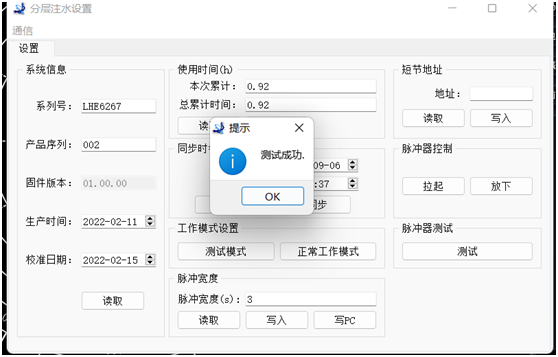 分层注水设置
通信
设置
系统信息
系列号: LHE6267
产品序列: 002
固件版本: 01.00.00
生产时间: 2022-02-11
校准日期: 2022-02-15
读取
使用时间(h)
本次累计: 0.92
总累计时间: 0.92
同步时
09-06
:37
同步
提示
测试成功.
OK
工作模式设置
测试模式
正常工作模式
脉冲宽度
脉冲宽度(s): 3
读取
写入
写PC
短节地址
地址:
读取
写入
脉冲器控制
拉起
放下
脉冲器测试
测试